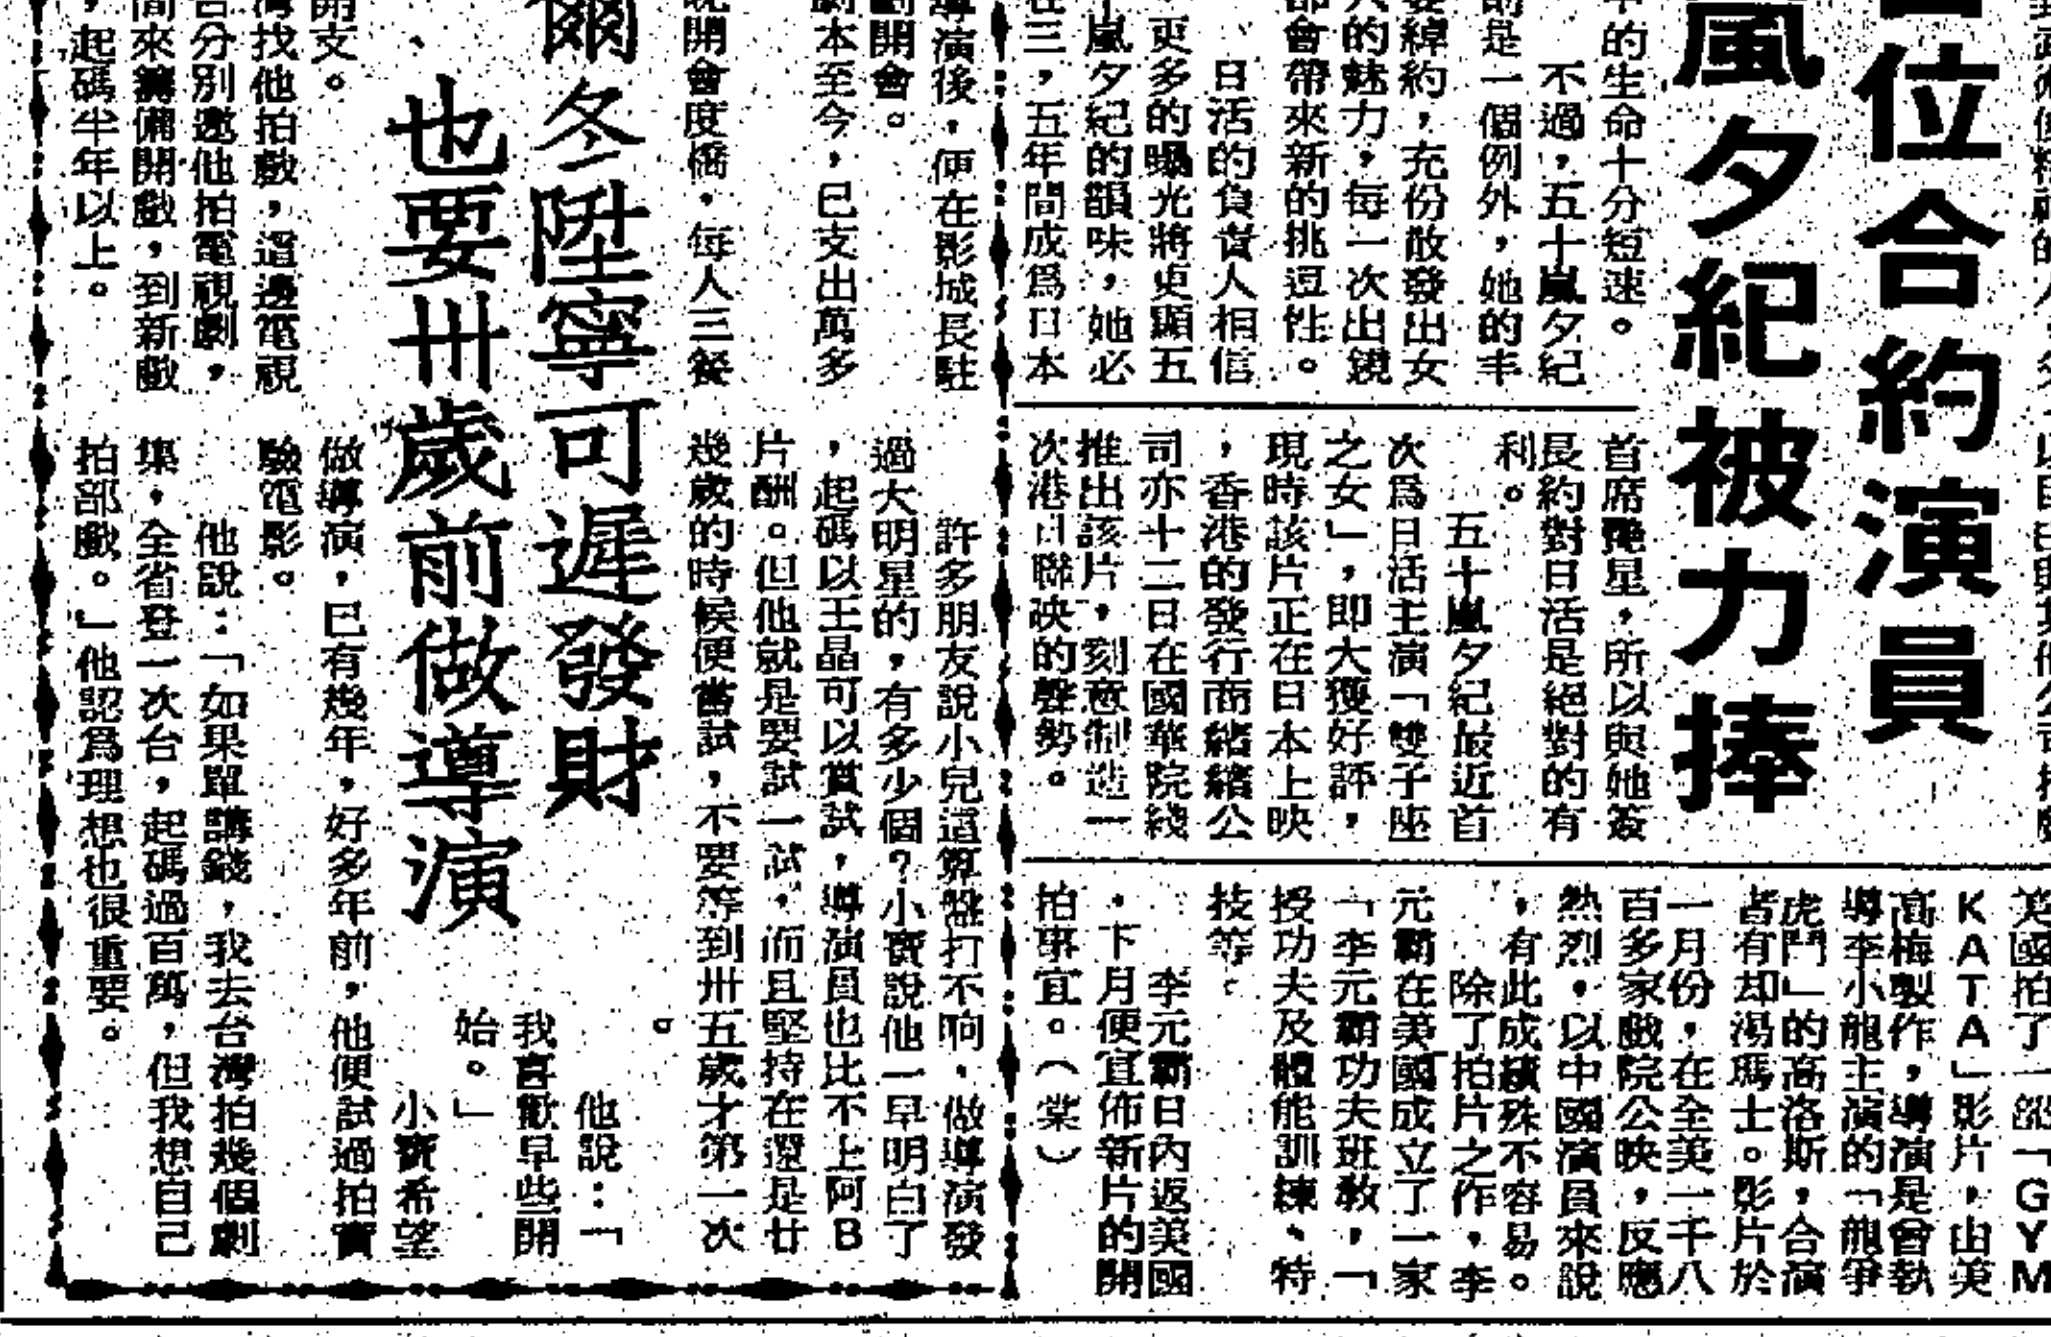 台位合約演員
嵐夕紀被力捧
的生命十分短速。
不過，五十嵐夕紀
的是一個例外，她的丰
姿綽約，充份散發出女
人的魅力，每一次出鏡
都會帶來新的挑逗性。
日活的負責人相信
，更多的曝光將更顯五
十嵐夕紀的韻味，她必
在三，五年間成爲日本
首席艷星，所以與她簽
長約對日活是絕對的有
利。
五十嵐夕紀最近首
次爲日活主演「雙子座
之女」，即大獲好評，
現時該片正在日本上映
，香港的發行商緒緒公
司亦十二日在國華院綫
推出該片，刻意制造一
次港日聯映的聲勢。
美國拍了一部「GYM
KATA」影片，由美
高梅製作，導演是曾執
導李小龍主演的「龍爭
虎鬥」的高洛斯，合演
者有却湯瑪士。影片於
一月份，在全美一千八
百多家戲院公映，反應
熱烈，以中國演員來說
，有此成績殊不容易。
除了拍片之作，李
元霸在美國成立了一家
「李元霸功夫班教，「
授功夫及體能訓練、特
技等。
李元霸日內返美國
，下月便宣佈新片的開
拍事宜。（棠）
爾冬陞寧可遲發財
也要卅歲前做導演
導演後，便在影城長駐
劃開會。
劇本至今，已支出萬多
說開會度橋，每人三餐
開支。
灣找他拍戲，這邊電視
台分別邀他拍電視劇，
間來籌備開戲，到新戲
，起碼半年以上。
許多朋友說小兒這算盤打不响，做導演發
過大明星的，有多少個？小寶說他一早明白了
，起碼以王晶可以嘗試，導演員也比不上阿B
片酬。但他就是要試一試，而且堅持在還是廿
幾歲的時候便嘗試，不要等到卅五歲才第一次
。
他說：「
我喜歡早些開
始。」
小寶希望
做導演，已有幾年，好多年前，他便試過拍實
驗電影。
他說：「如果單講錢，我去台灣拍幾個劇
集，全省登一次台，起碼過百萬，但我想自己
拍部戲。」他認爲理想也很重要。